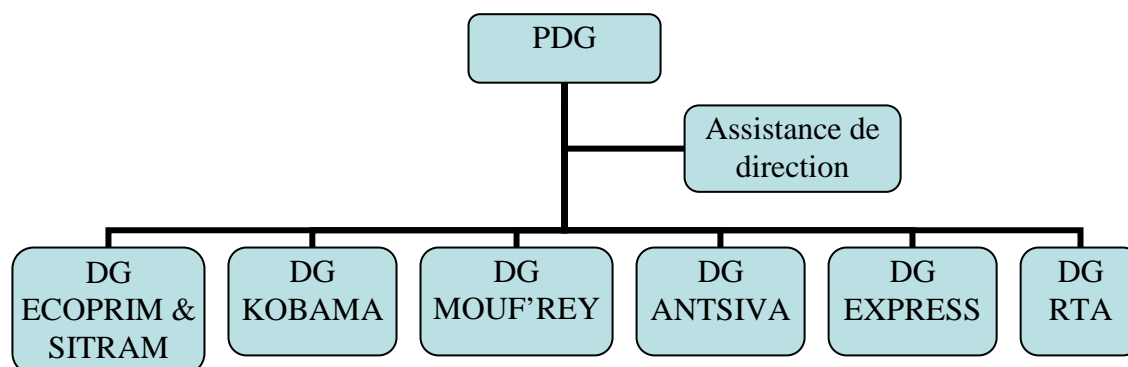 PDG
Assistance de
direction
DG
ECOPRIM &
SITRAM
DG
KOBAMA
DG
MOUF’REY
DG
ANTSIVA
DG
EXPRESS
DG
RTA